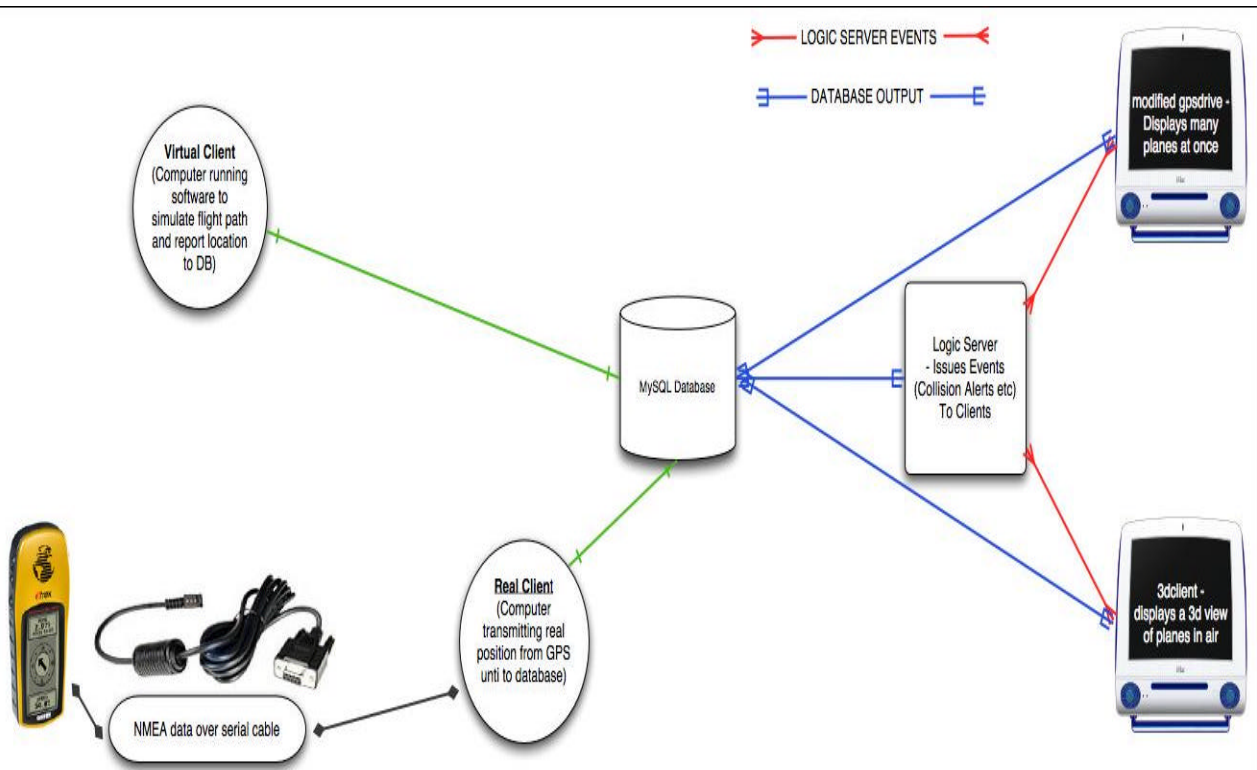 LOGIC SERVER EVENTS
DATABASE OUTPUT
modified gpsdrive -
Displays many
planes at once
Virtual Client
(Computer running
software to
simulate flight path
and report location
to DB)
MySQL Database
Logic Server
- Issues Events
(Collision Alerts etc)
To Clients
Real Client
(Computer
transmitting real
position from GPS
unti to database)
3dclient -
displays a 3d view
of planes in air
eTrex
NMEA data over serial cable